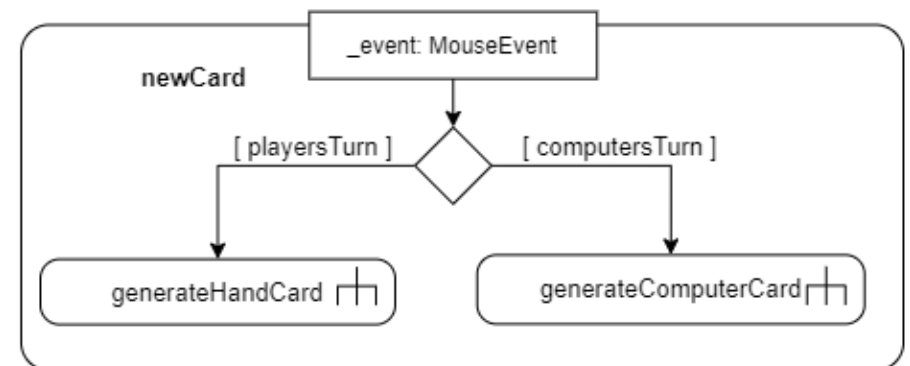 _event: MouseEvent
newCard
[ playersTurn ]
[ computersTurn ]
generateHandCard
generateComputerCard